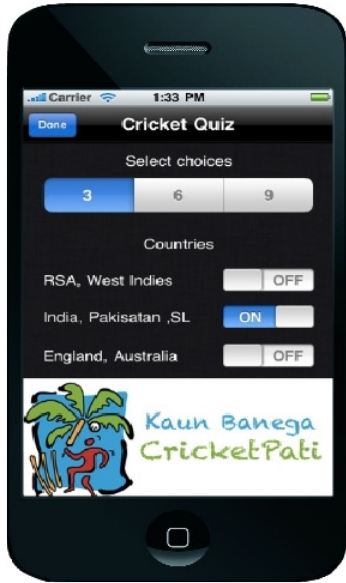 Carrier 1:33 PM
Done Cricket Quiz
Select choices
3 6 9
Countries
RSA, West Indies OFF
India, Pakisatan ,SL ON
England, Australia OFF
Kaun Banega
CricketPati